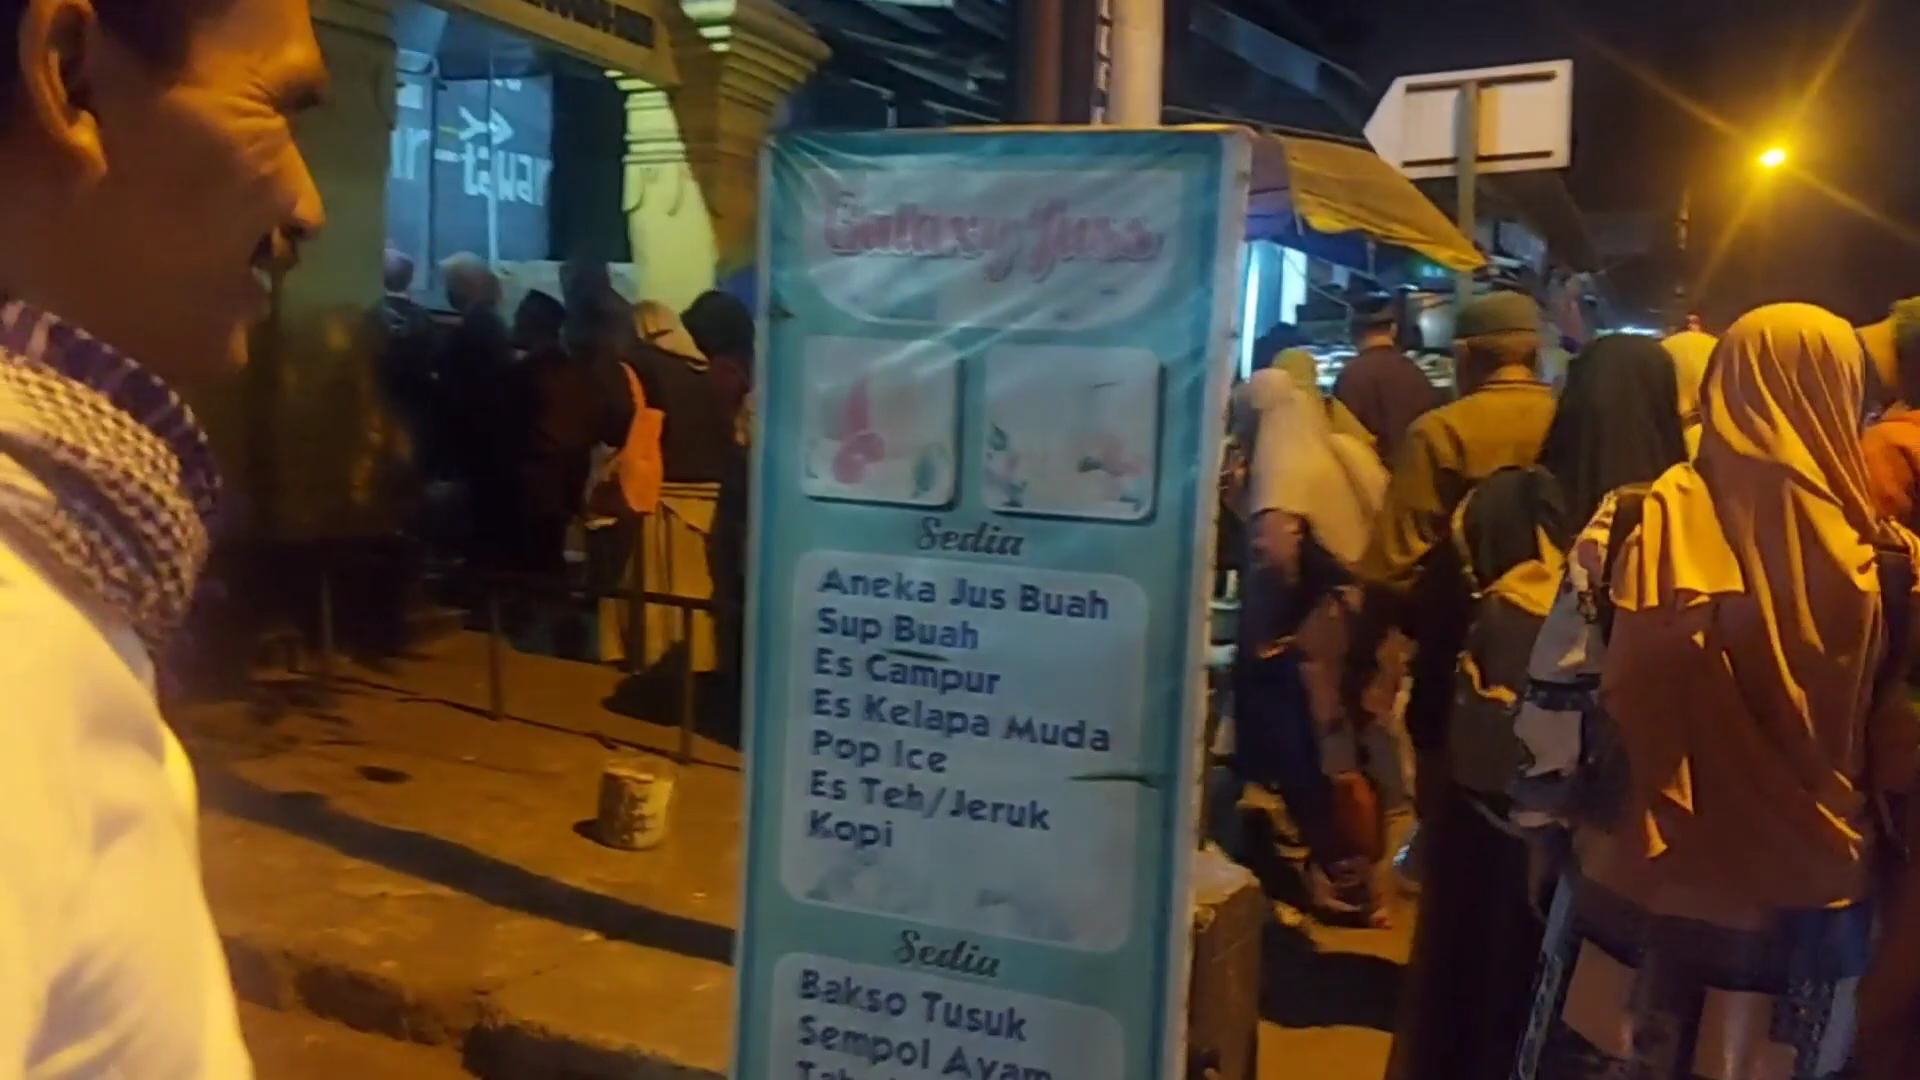 tawar
Galaxy Juss
Sedia
Aneka Jus Buah
Sup Buah
Es Campur
Es Kelapa Muda
Pop Ice
Es Teh/Jeruk
Kopi
Sedia
Bakso Tusuk
Sempol Ayam